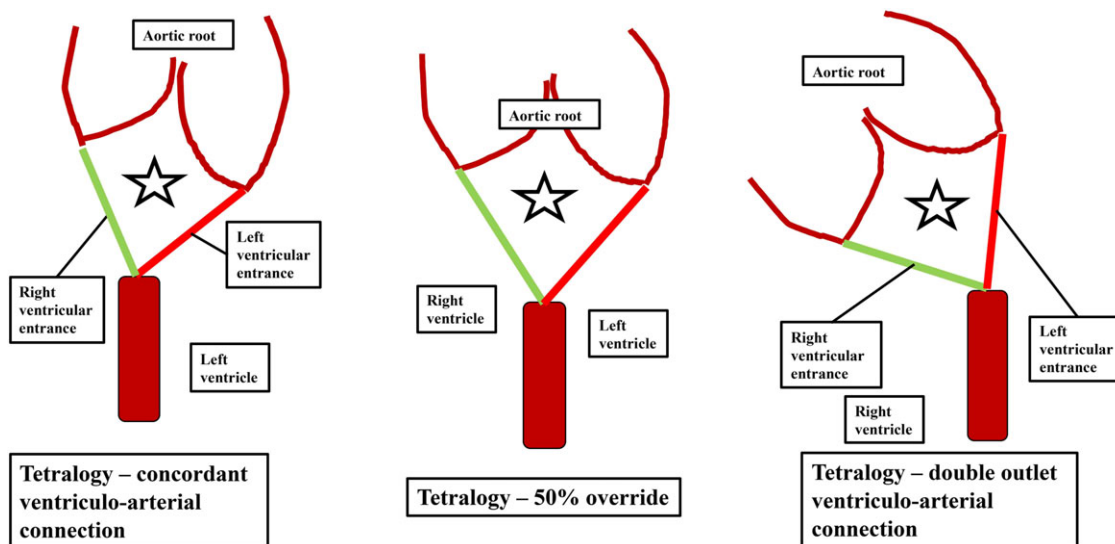 Aortic root
Right
ventricular
entrance
Left
ventricular
entrance
Left
ventricle
Tetralogy – concordant
ventriculo-arterial
connection
Aortic root
Right
ventricle
Left
ventricle
Tetralogy – 50% override
Aortic root
Right
ventricular
entrance
Left
ventricular
entrance
Right
ventricle
Tetralogy – double outlet
ventriculo-arterial
connection